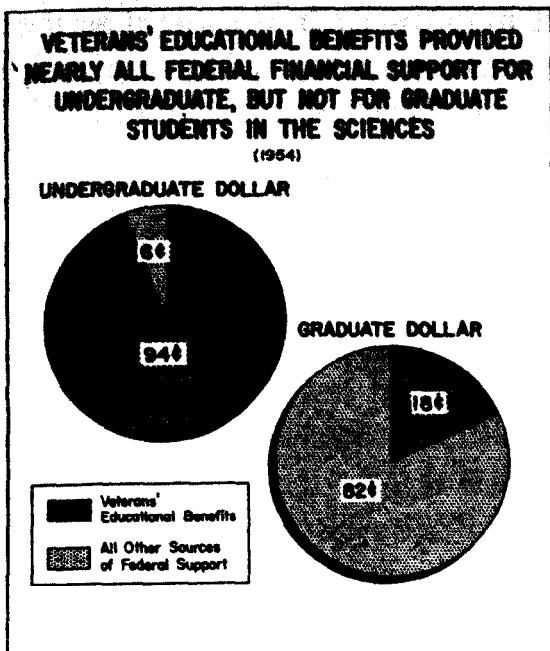 VETERANS' EDUCATIONAL BENEFITS PROVIDED
NEARLY ALL FEDERAL FINANCIAL SUPPORT FOR
UNDERGRADUATE, BUT NOT FOR GRADUATE
STUDENTS IN THE SCIENCES
(1954)
UNDERGRADUATE DOLLAR
6¢
94¢
GRADUATE DOLLAR
18¢
82¢
Veterans'
Educational Benefits
All Other Sources
of Federal Support